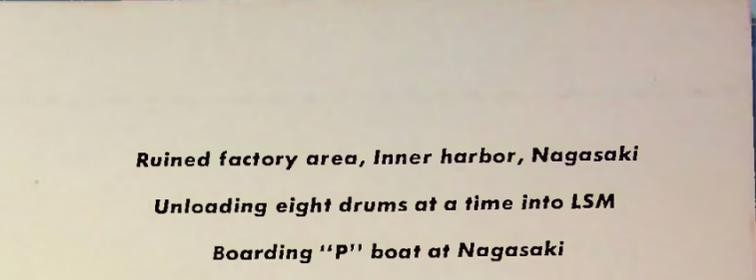 Ruined factory area, Inner harbor, Nagasaki
Unloading eight drums at a time into LSM
Boarding "P" boat at Nagasaki